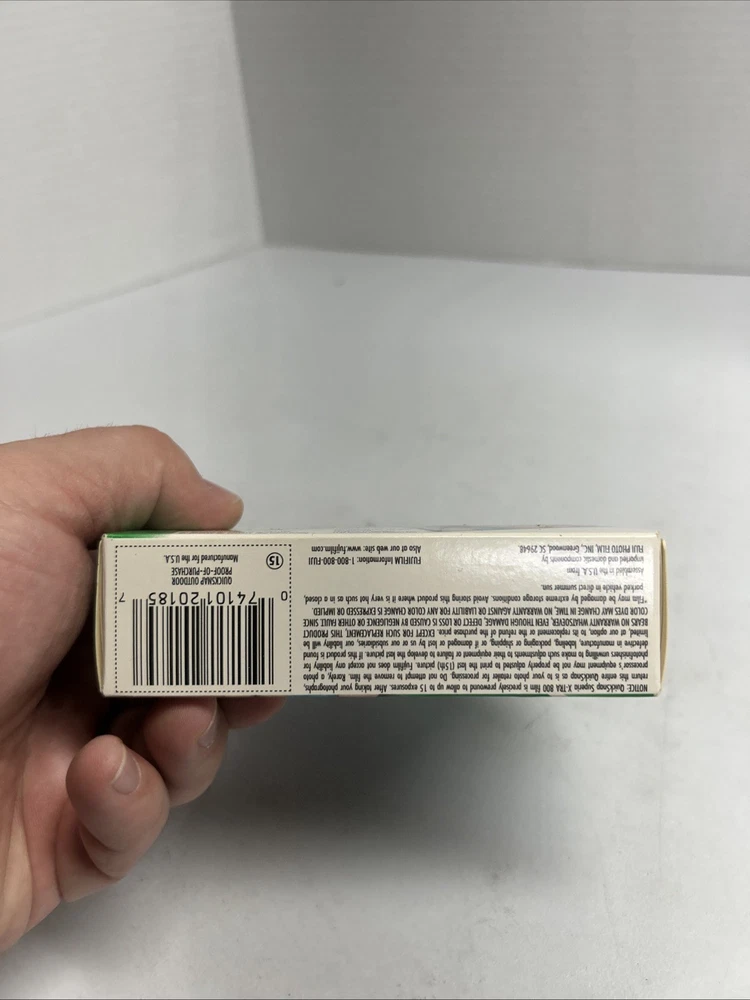 NOTICE: QuickSnap Superia X-TRA 800 film is precisely prewound to allow up to 15 exposures. After taking your photographs,
return this entire QuickSnap as is to your photo retailer for processing. Do not attempt to remove the film. Rarely, a photo
processor's equipment may not be properly adjusted to print the last (15th) picture. Fujifilm does not accept any liability for
photofinishers unwilling to make such adjustments to their equipment or failure to develop the last picture. If this product is found
defective in manufacture, labeling, packaging or shipping, or if damaged or lost by us or our subsidiaries, our liability will be
limited, at our option, to its replacement or the refund of the purchase price. EXCEPT FOR SUCH REPLACEMENT, THIS PRODUCT
BEARS NO WARRANTY WHATSOEVER, EVEN THOUGH DAMAGE, DEFECT OR LOSS IS CAUSED BY NEGLIGENCE OR OTHER FAULT. SINCE
COLOR DYES MAY CHANGE IN TIME, NO WARRANTY AGAINST OR LIABILITY FOR ANY COLOR CHANGE IS EXPRESSED OR IMPLIED.
*Film may be damaged by extreme storage conditions. Avoid storing this product where it is very hot such as in a closed,
parked vehicle in direct summer sun.
Assembled in the U.S.A. from
imported and domestic components by
FUJI PHOTO FILM, INC., Greenwood, SC 29648
FUJIFILM Information: 1-800-800-FUJI
Also at our web site: www.fujifilm.com
0 74101 20185 7
15
QUICKSNAP OUTDOOR
PROOF-OF-PURCHASE
Manufactured for the U.S.A.